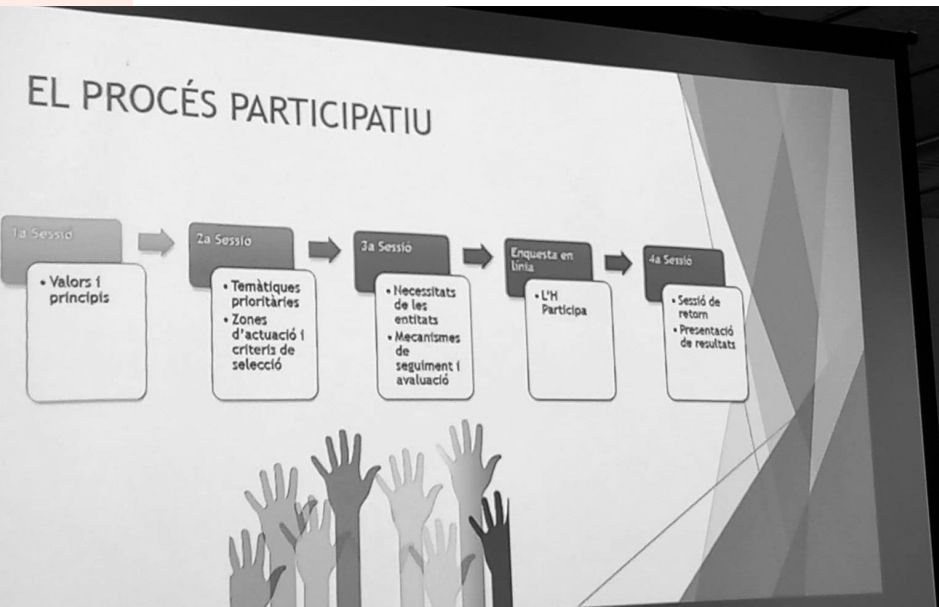 EL PROCÉS PARTICIPATIU
1a Sessió
• Valors i
principis
2a Sessió
• Temàtiques
prioritàries
• Zones
d'actuació i
criteris de
selecció
3a Sessió
• Necessitats
de les
entitats
• Mecanismes
de
seguiment i
avaluació
Enquesta en
línia
• L'H
Participa
4a Sessió
• Sessió de
retorn
• Presentació
de resultats